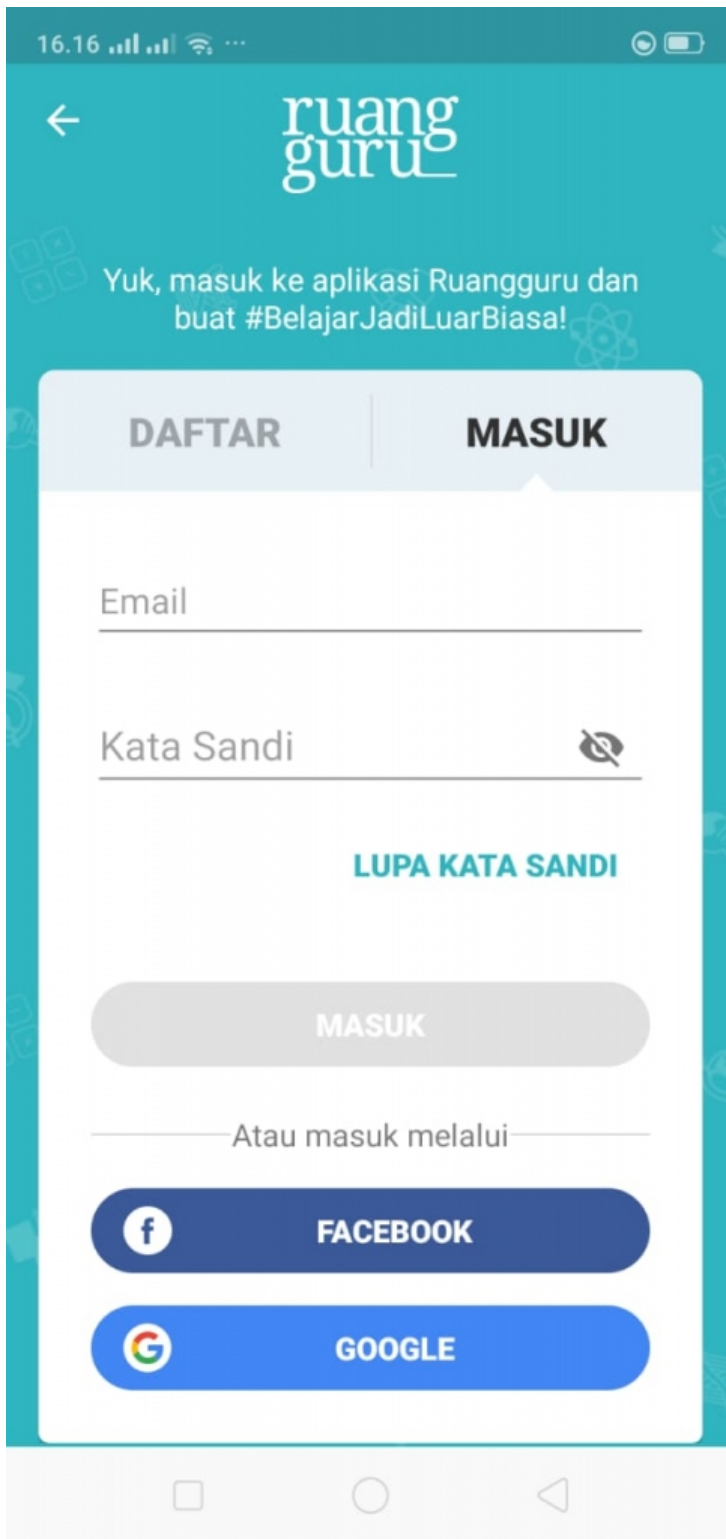 16.16
ruang
guru
Yuk, masuk ke aplikasi Ruangguru dan
buat #BelajarJadiLuarBiasa!
DAFTAR MASUK
Email
Kata Sandi
LUPA KATA SANDI
MASUK
Atau masuk melalui
FACEBOOK
GOOGLE